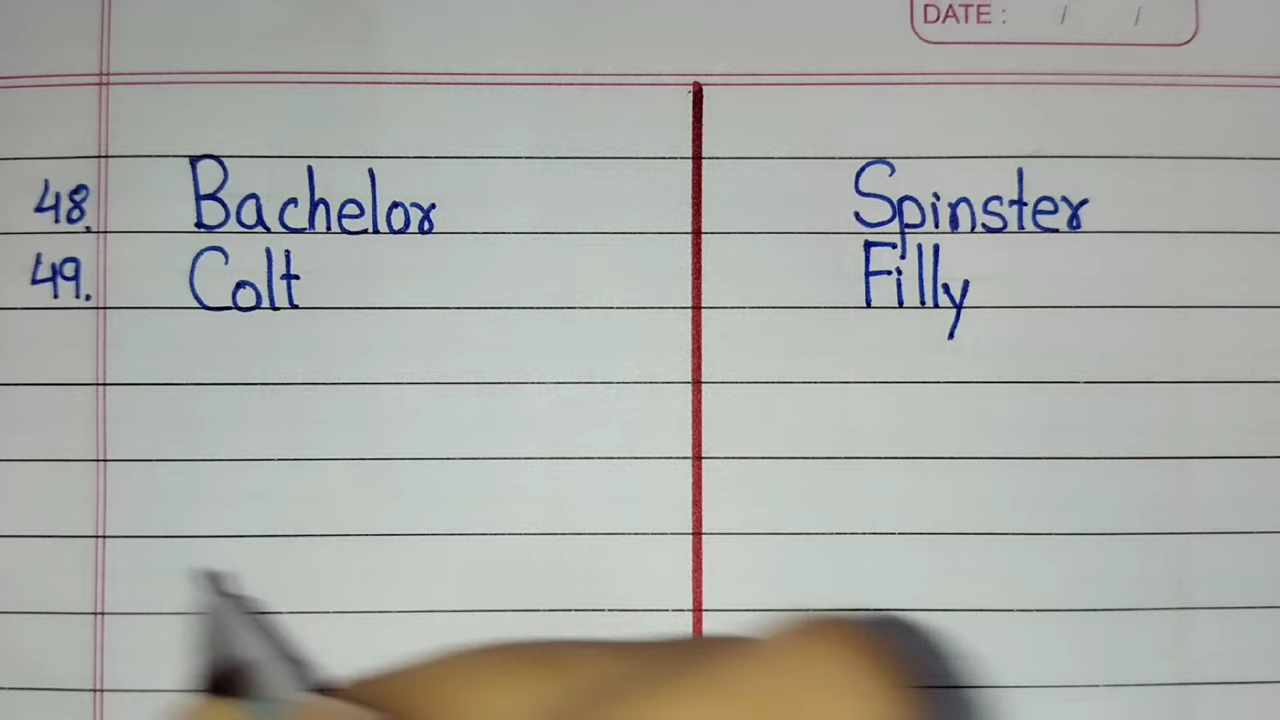 DATE : / /
48. Bachelor Spinster
49. Colt Filly